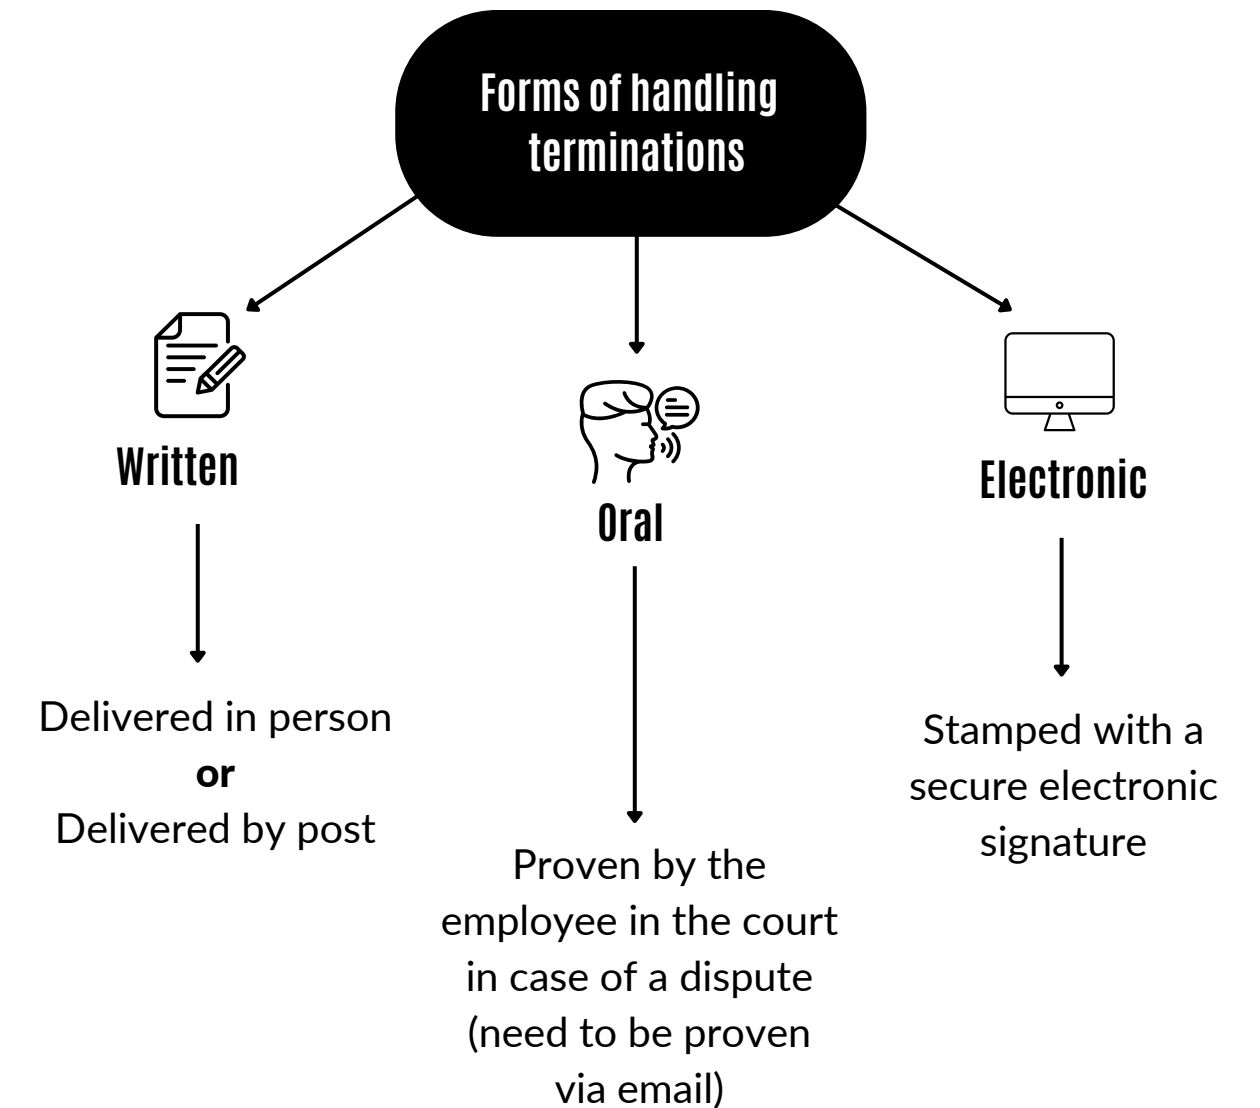 Forms of handling
terminations
Written
Delivered in person
or
Delivered by post
Oral
Proven by the
employee in the court
in case of a dispute
(need to be proven
via email)
Electronic
Stamped with a
secure electronic
signature